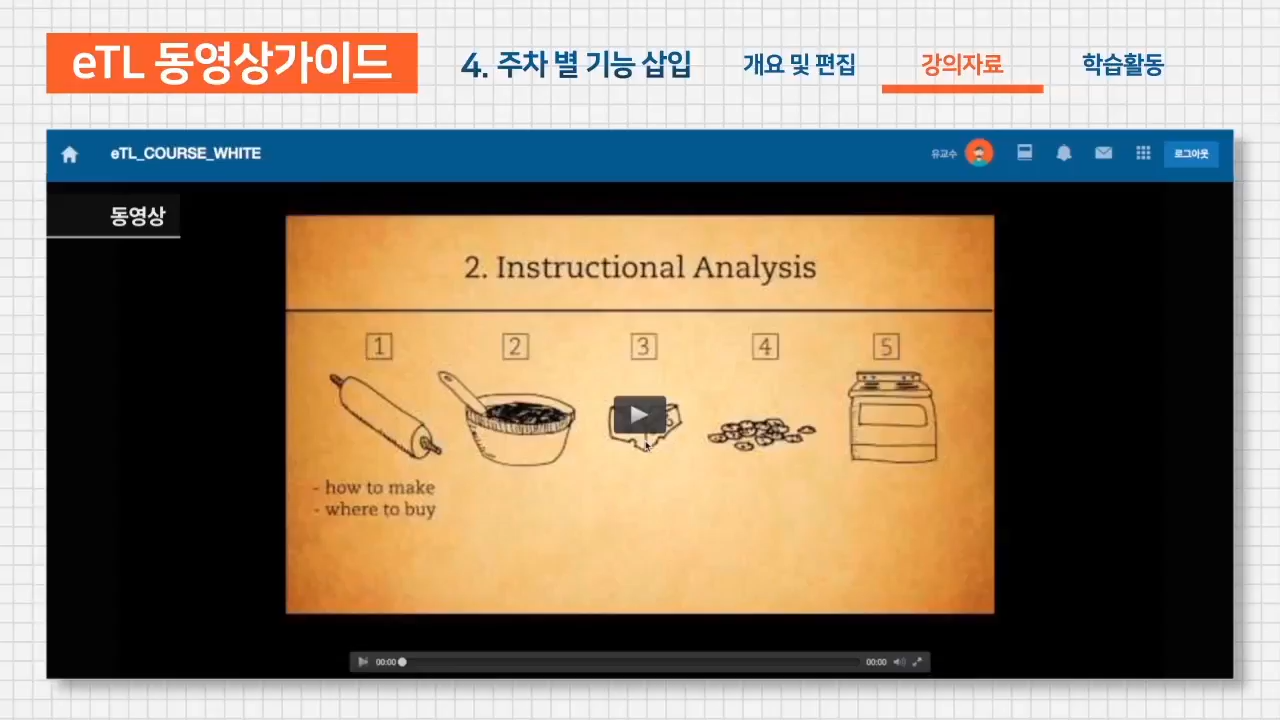 eTL 동영상가이드
4. 주차 별 기능 삽입
개요 및 편집
강의자료
학습활동
eTL_COURSE_WHITE
유교수
로그아웃
동영상
2. Instructional Analysis
1
2
3
4
5
- how to make
- where to buy
00:00
00:00